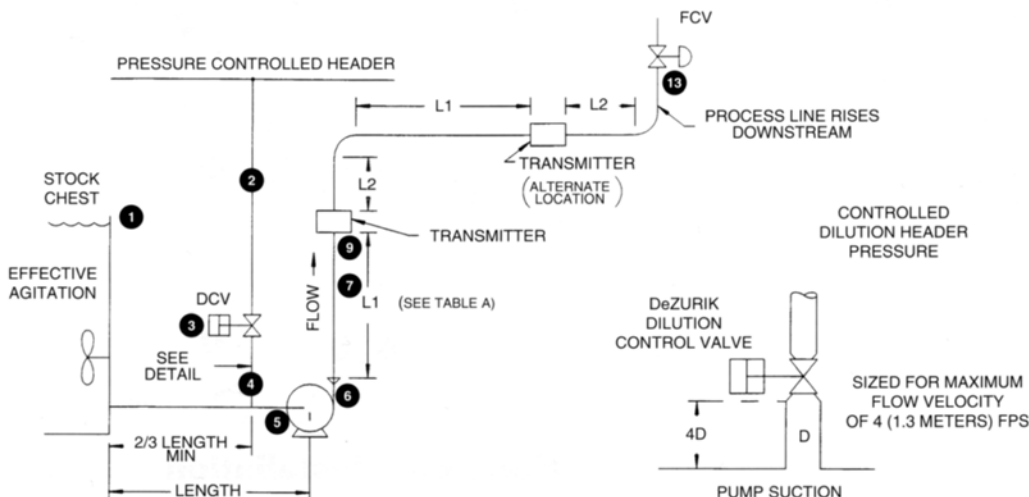 FCV
PRESSURE CONTROLLED HEADER
L1
L2
13
PROCESS LINE RISES
DOWNSTREAM
TRANSMITTER
(ALTERNATE
LOCATION)
STOCK
CHEST
2
L2
1
CONTROLLED
DILUTION HEADER
PRESSURE
TRANSMITTER
9
EFFECTIVE
AGITATION
7
FLOW
L1
(SEE TABLE A)
DCV
3
DeZURIK
DILUTION
CONTROL VALVE
SEE
DETAIL
4
6
5
I
SIZED FOR MAXIMUM
FLOW VELOCITY
OF 4 (1.3 METERS) FPS
4D
D
2/3 LENGTH
MIN
LENGTH
PUMP SUCTION